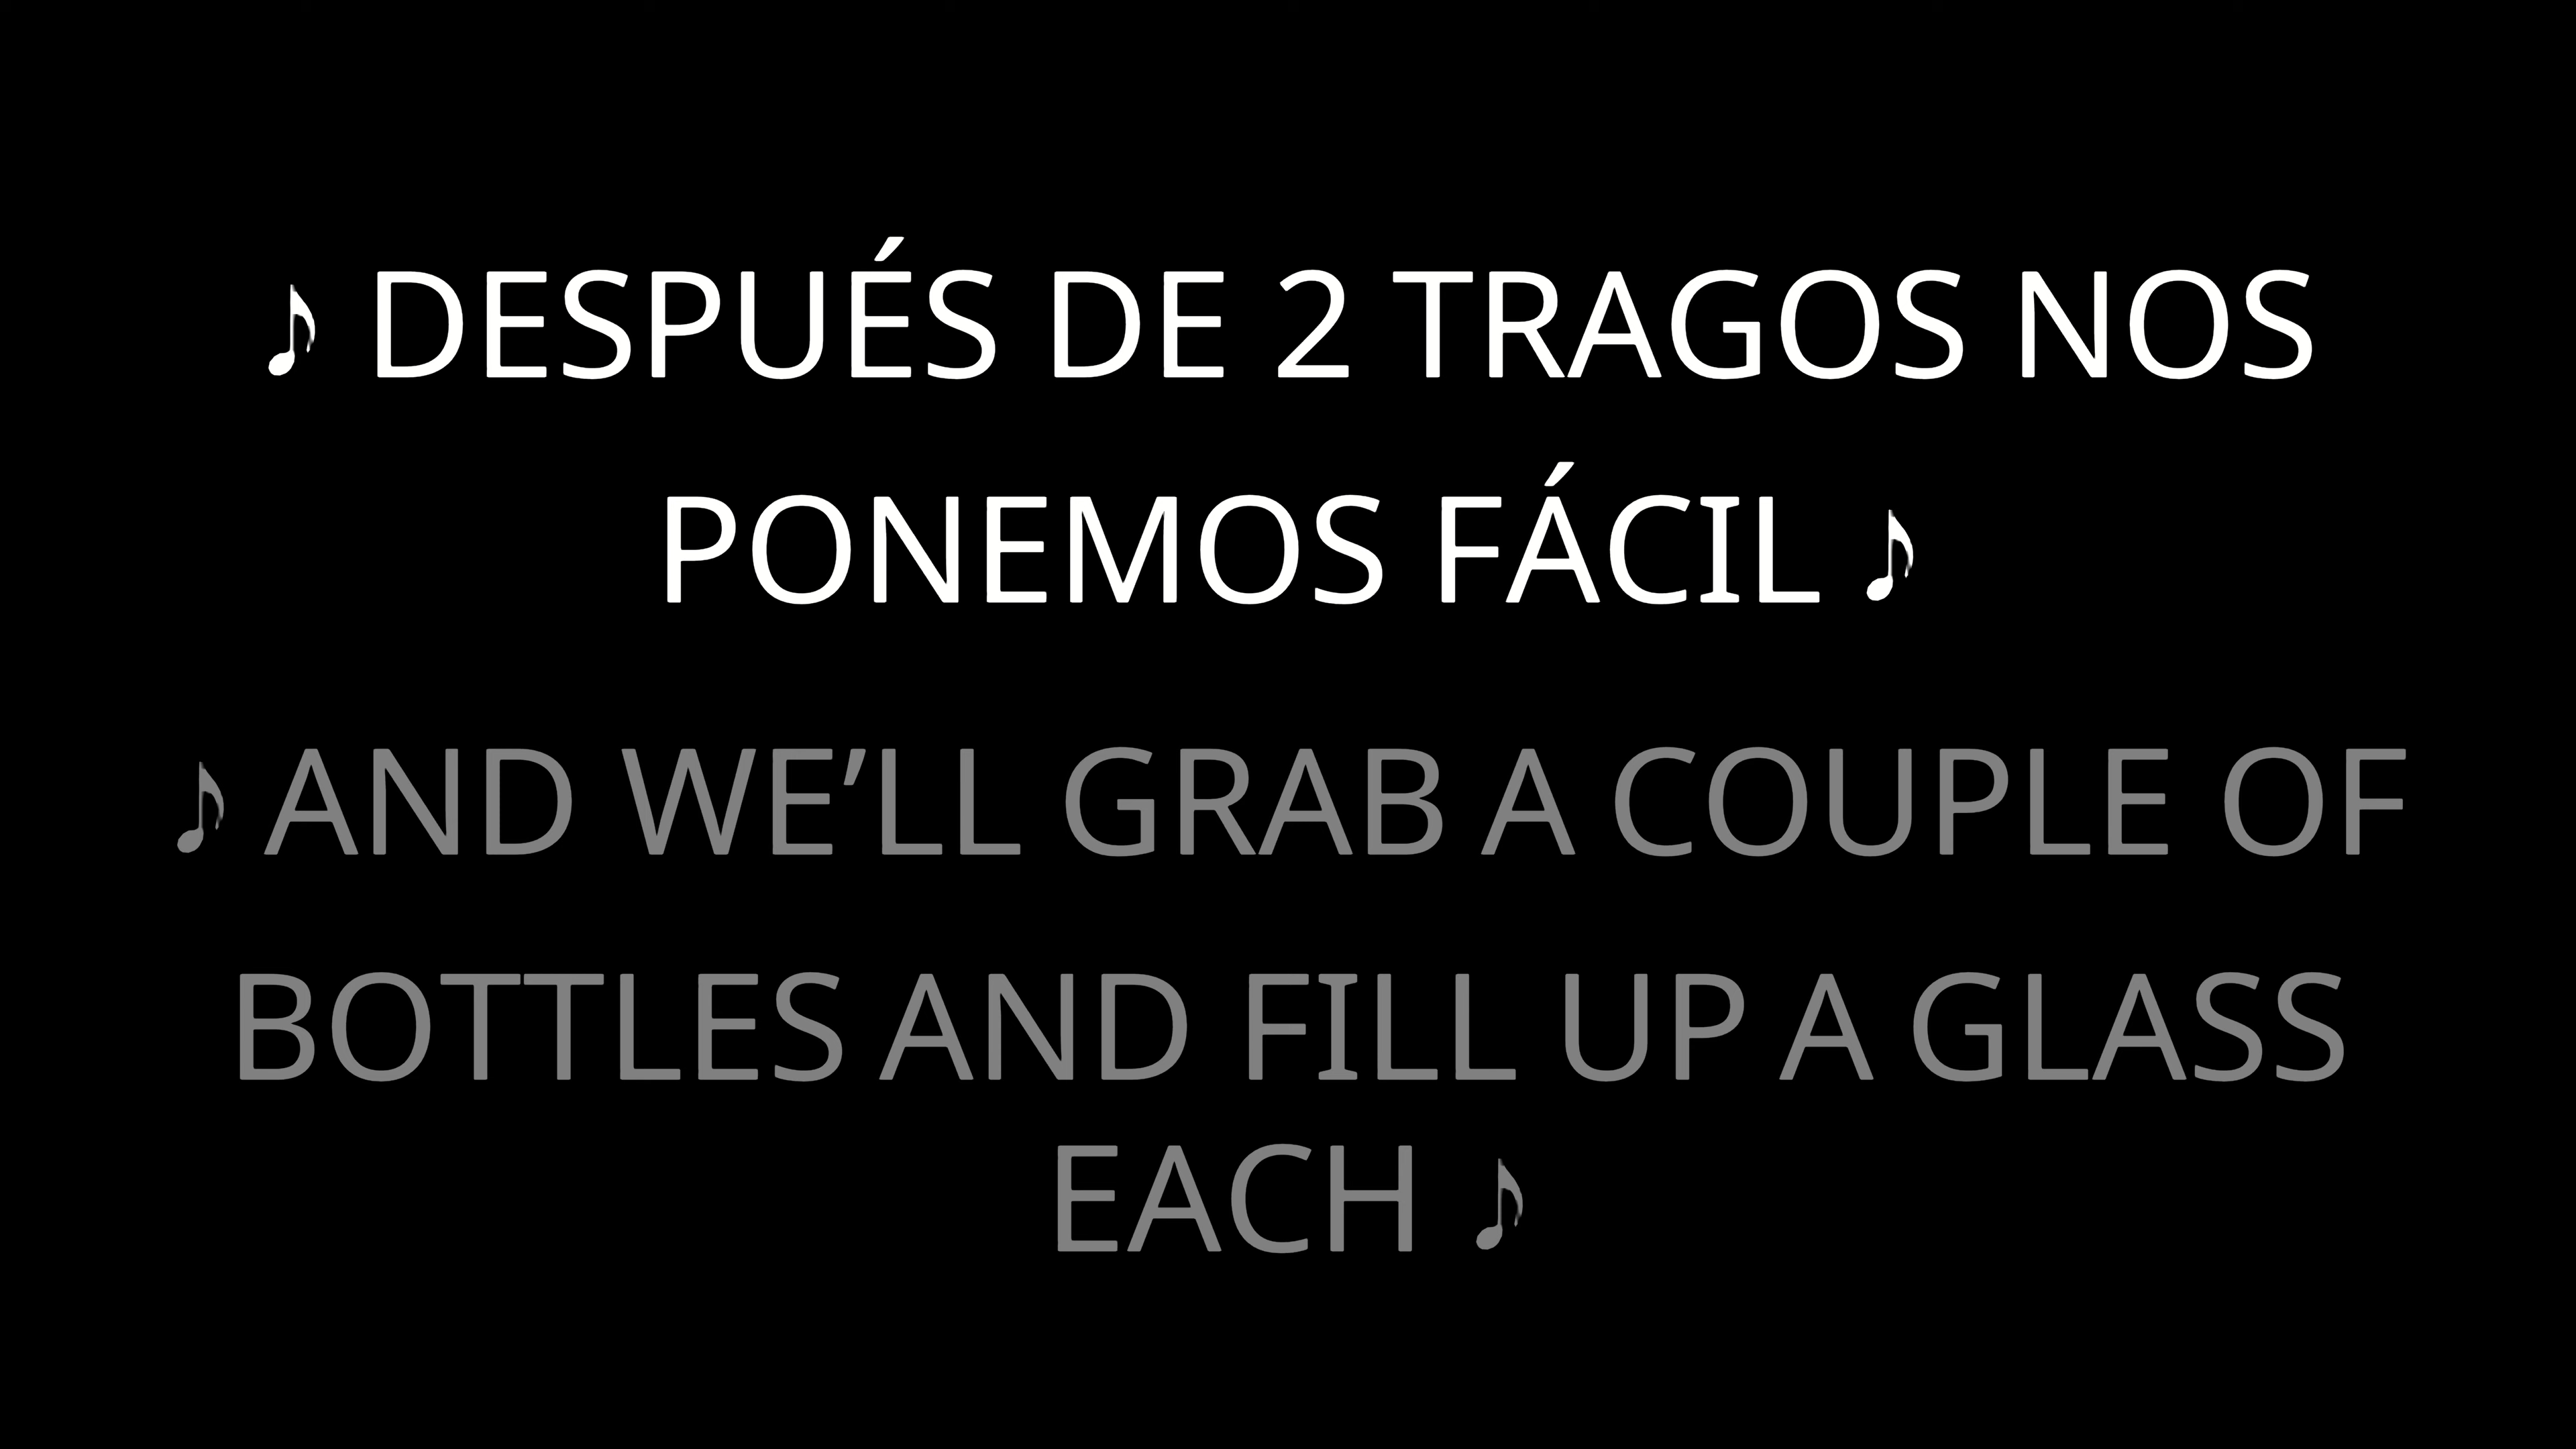 ♪ DESPUÉS DE 2 TRAGOS NOS
PONEMOS FÁCIL ♪
♪ AND WE’LL GRAB A COUPLE OF
BOTTLES AND FILL UP A GLASS
EACH ♪